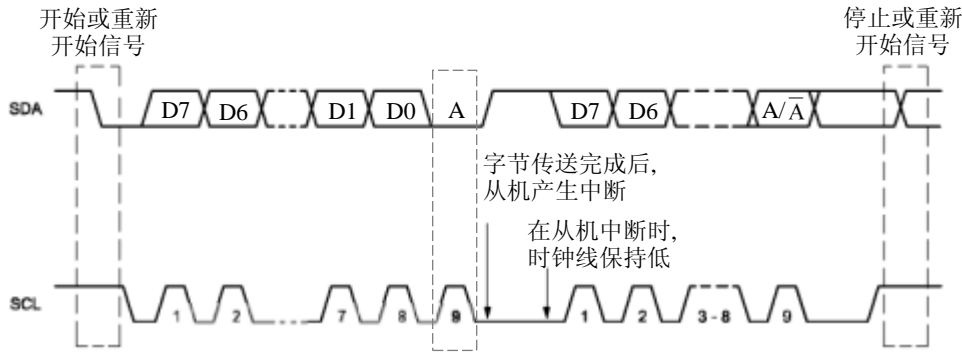 开始或重新
开始信号
停止或重新
开始信号
SDA
D7 D6 D1 D0 A D7 D6 A/A̅
字节传送完成后,
从机产生中断
在从机中断时,
时钟线保持低
SCL
1 2 7 8 9 1 2 3-8 9